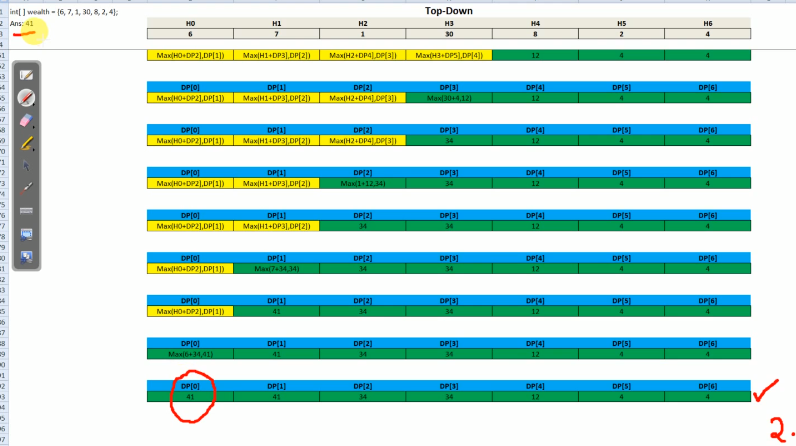 int[ ] wealth = {6, 7, 1, 30, 8, 2, 4};
Top-Down
Ans: 41
H0 H1 H2 H3 H4 H5 H6
6 7 1 30 8 2 4
Max(H0+DP2],DP[1]) Max(H1+DP3],DP[2]) Max(H2+DP4],DP[3]) Max(H3+DP5],DP[4]) 12 4 4
DP[0] DP[1] DP[2] DP[3] DP[4] DP[5] DP[6]
Max(H0+DP2],DP[1]) Max(H1+DP3],DP[2]) Max(H2+DP4],DP[3]) Max(30+4,12) 12 4 4
DP[0] DP[1] DP[2] DP[3] DP[4] DP[5] DP[6]
Max(H0+DP2],DP[1]) Max(H1+DP3],DP[2]) Max(H2+DP4],DP[3]) 34 12 4 4
DP[0] DP[1] DP[2] DP[3] DP[4] DP[5] DP[6]
Max(H0+DP2],DP[1]) Max(H1+DP3],DP[2]) Max(1+12,34) 34 12 4 4
DP[0] DP[1] DP[2] DP[3] DP[4] DP[5] DP[6]
Max(H0+DP2],DP[1]) Max(H1+DP3],DP[2]) 34 34 12 4 4
DP[0] DP[1] DP[2] DP[3] DP[4] DP[5] DP[6]
Max(H0+DP2],DP[1]) Max(7+34,34) 34 34 12 4 4
DP[0] DP[1] DP[2] DP[3] DP[4] DP[5] DP[6]
Max(H0+DP2],DP[1]) 41 34 34 12 4 4
DP[0] DP[1] DP[2] DP[3] DP[4] DP[5] DP[6]
Max(6+34,41) 41 34 34 12 4 4
DP[0] DP[1] DP[2] DP[3] DP[4] DP[5] DP[6]
41 41 34 34 12 4 4
2.